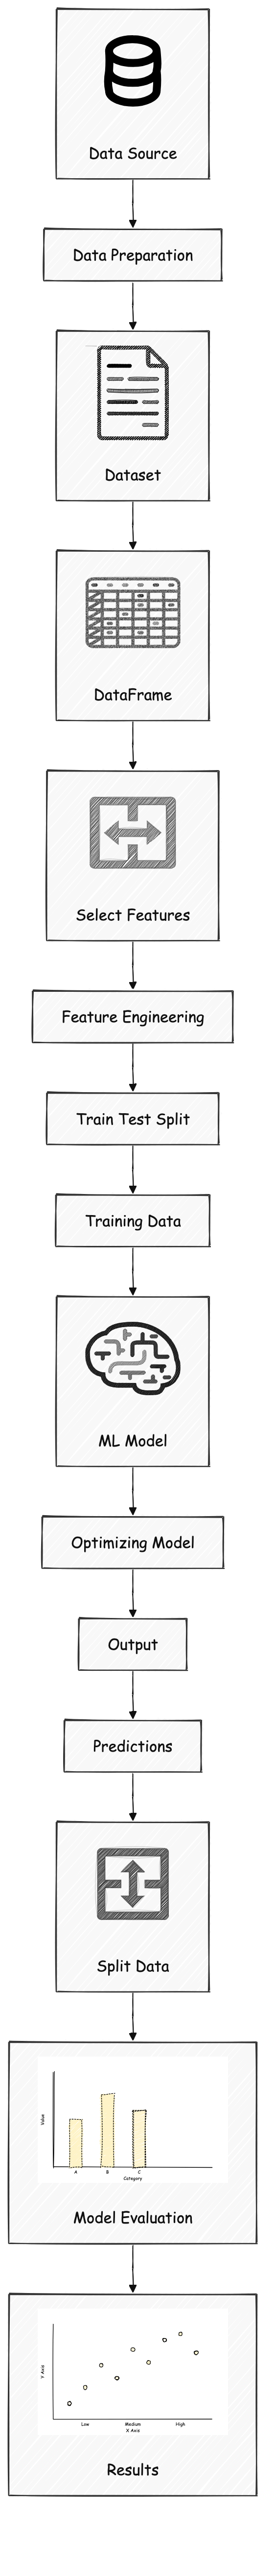 Data Source
Data Preparation
Dataset
DataFrame
Select Features
Feature Engineering
Train Test Split
Training Data
ML Model
Optimizing Model
Output
Predictions
Split Data
Value
A B C
Category
Model Evaluation
Y Axis
Low Medium High
X Axis
Results